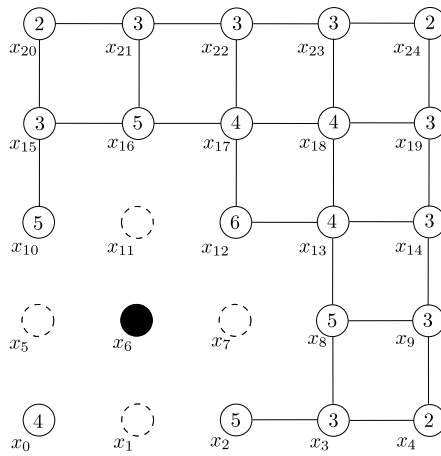 2 3 3 3 2
x₂₀ x₂₁ x₂₂ x₂₃ x₂₄
3 5 4 4 3
x₁₅ x₁₆ x₁₇ x₁₈ x₁₉
5 6 4 3
x₁₀ x₁₁ x₁₂ x₁₃ x₁₄
5 3
x₅ x₆ x₇ x₈ x₉
4 5 3 2
x₀ x₁ x₂ x₃ x₄